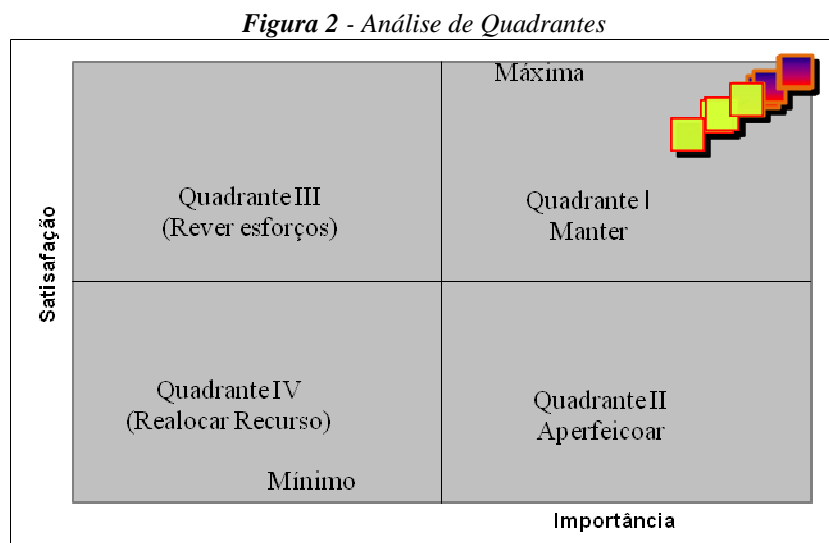 Figura 2 - Análise de Quadrantes
Máxima
Quadrante III
(Rever esforços)
Quadrante I
Manter
Satisafação
Quadrante IV
(Realocar Recurso)
Quadrante II
Aperfeicoar
Mínimo
Importância